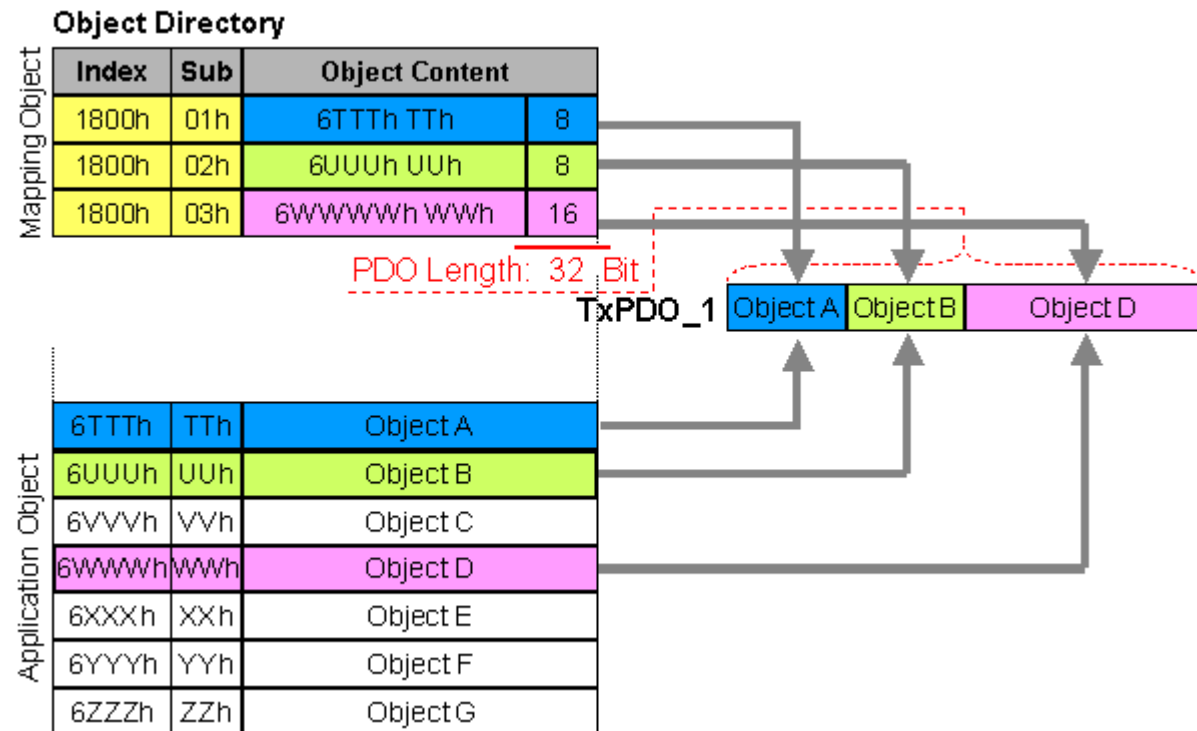 Object Directory
Mapping Object
Index Sub Object Content
1800h 01h 6TTTh TTh 8
1800h 02h 6UUUh UUh 8
1800h 03h 6WWWWh WWh 16
PDO Length: 32 Bit
TxPDO_1 Object A Object B Object D
Application Object
6TTTh TTh Object A
6UUUh UUh Object B
6VVVh VVh Object C
6WWWh WWh Object D
6XXXh XXh Object E
6YYYh YYh Object F
6ZZZh ZZh Object G